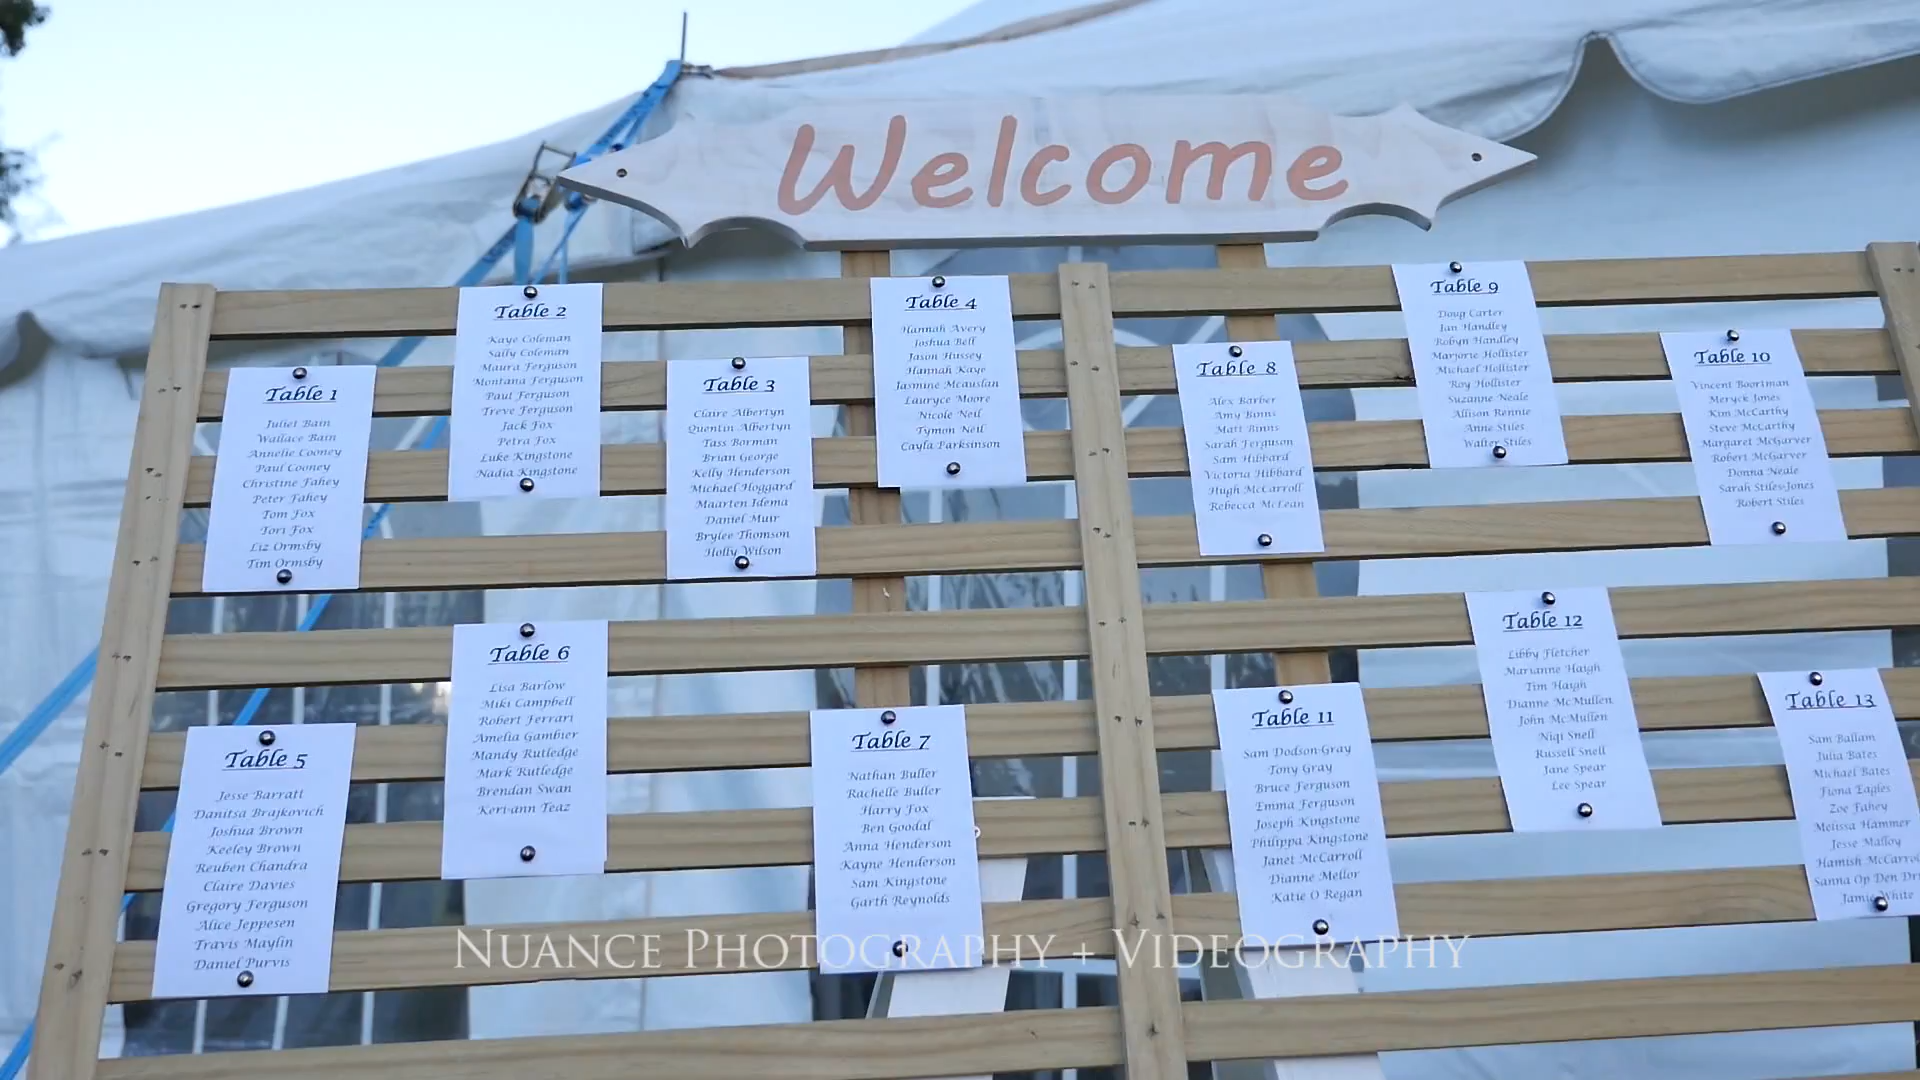 Welcome
Table 1
Juliet Bain
Wallace Bain
Annelie Cooney
Paul Cooney
Christine Fahey
Peter Fahey
Tom Fox
Tori Fox
Liz Ormsby
Tim Ormsby
Table 2
Kaye Coleman
Sally Coleman
Maura Ferguson
Montana Ferguson
Paul Ferguson
Treve Ferguson
Jack Fox
Petra Fox
Luke Kingstone
Nadia Kingstone
Table 3
Claire Albertyn
Quentin Albertyn
Tass Borman
Brian George
Kelly Henderson
Michael Hoggard
Maarten Idema
Daniel Muir
Brylee Thomson
Holly Wilson
Table 4
Hannah Avery
Joshua Bell
Jason Hussey
Hannah Kaye
Jasmine Mcauslan
Lauryce Moore
Nicole Neil
Tymon Neil
Cayla Parkinson
Table 8
Alex Barber
Amy Binns
Matt Binns
Sarah Ferguson
Sam Hibbard
Victoria Hibbard
Hugh McCarroll
Rebecca McLean
Table 9
Doug Carter
Jan Handley
Robyn Handley
Marjorie Hollister
Michael Hollister
Roy Hollister
Suzanne Neale
Allison Rennie
Anne Stiles
Walter Stiles
Table 10
Vincent Boortman
Meryck Jones
Kim McCarthy
Steve McCarthy
Margaret McGarver
Robert McGarver
Donna Neale
Sarah Stiles-Jones
Robert Stiles
Table 5
Jesse Barratt
Danitsa Brajkovich
Joshua Brown
Keeley Brown
Reuben Chandra
Claire Davies
Gregory Ferguson
Alice Jeppesen
Travis Maylin
Daniel Purvis
Table 6
Lisa Barlow
Miki Campbell
Robert Ferrari
Amelia Gambier
Mandy Rutledge
Mark Rutledge
Brendan Swan
Keri-ann Teaz
Table 7
Nathan Buller
Rachelle Buller
Harry Fox
Ben Goodal
Anna Henderson
Kayne Henderson
Sam Kingstone
Garth Reynolds
Table 11
Sam Dodson-Gray
Tony Gray
Bruce Ferguson
Emma Ferguson
Joseph Kingstone
Philippa Kingstone
Janet McCarroll
Dianne Mellor
Katie O Regan
Table 12
Libby Fletcher
Marianne Haigh
Tim Haigh
Dianne McMullen
John McMullen
Niqi Snell
Russell Snell
Jane Spear
Lee Spear
Table 13
Sam Ballam
Julia Bates
Michael Bates
Fiona Eagles
Zoe Fahey
Melissa Hammer
Jesse Malloy
Hamish McCarrol
Sanna Op Den Dr
Jamie White
Nuance Photography + Videography